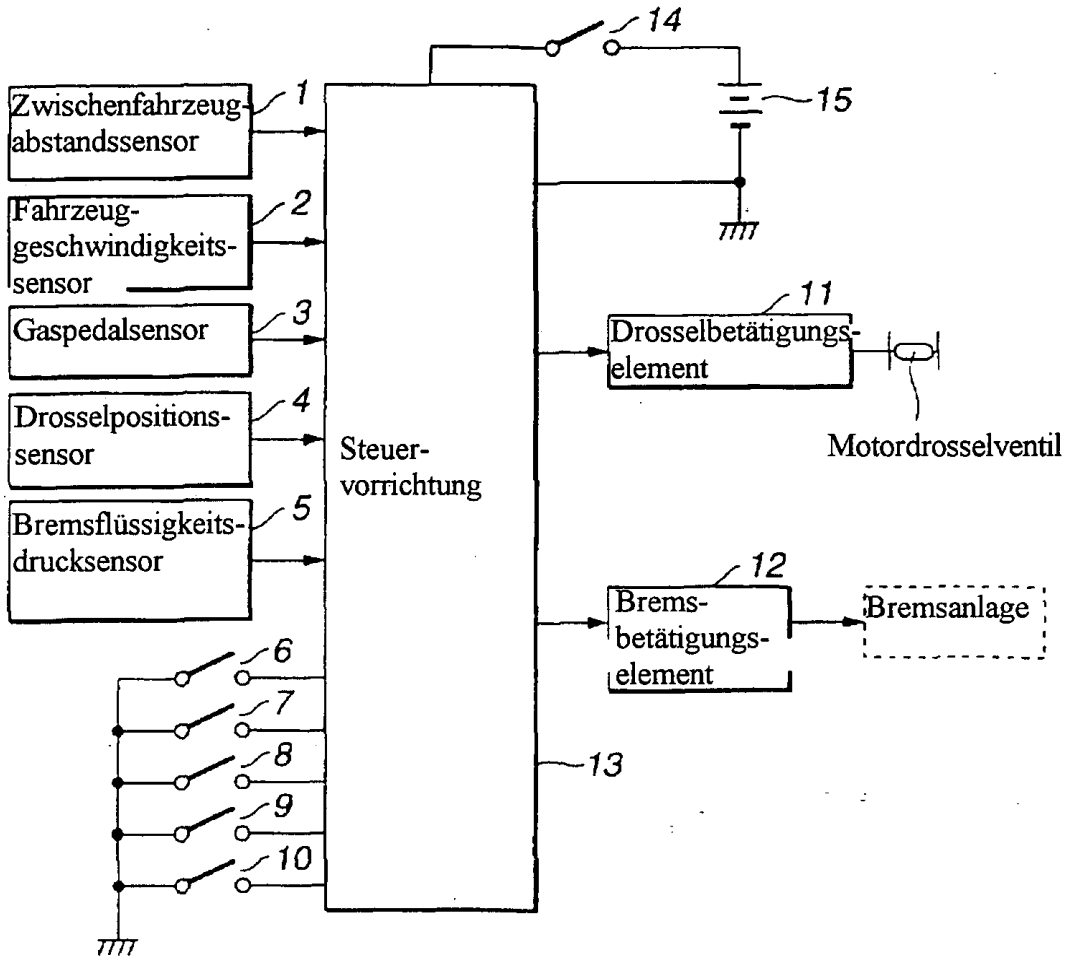 14
15
1
Zwischenfahrzeug-
abstandssensor
2
Fahrzeug-
geschwindigkeits-
sensor
3
Gaspedalsensor
4
Drosselpositions-
sensor
5
Bremsflüssigkeits-
drucksensor
Steuer-
vorrichtung
11
Drosselbetätigungs-
element
Motordrosselventil
12
Brems-
betätigungs-
element
Bremsanlage
13
6
7
8
9
10